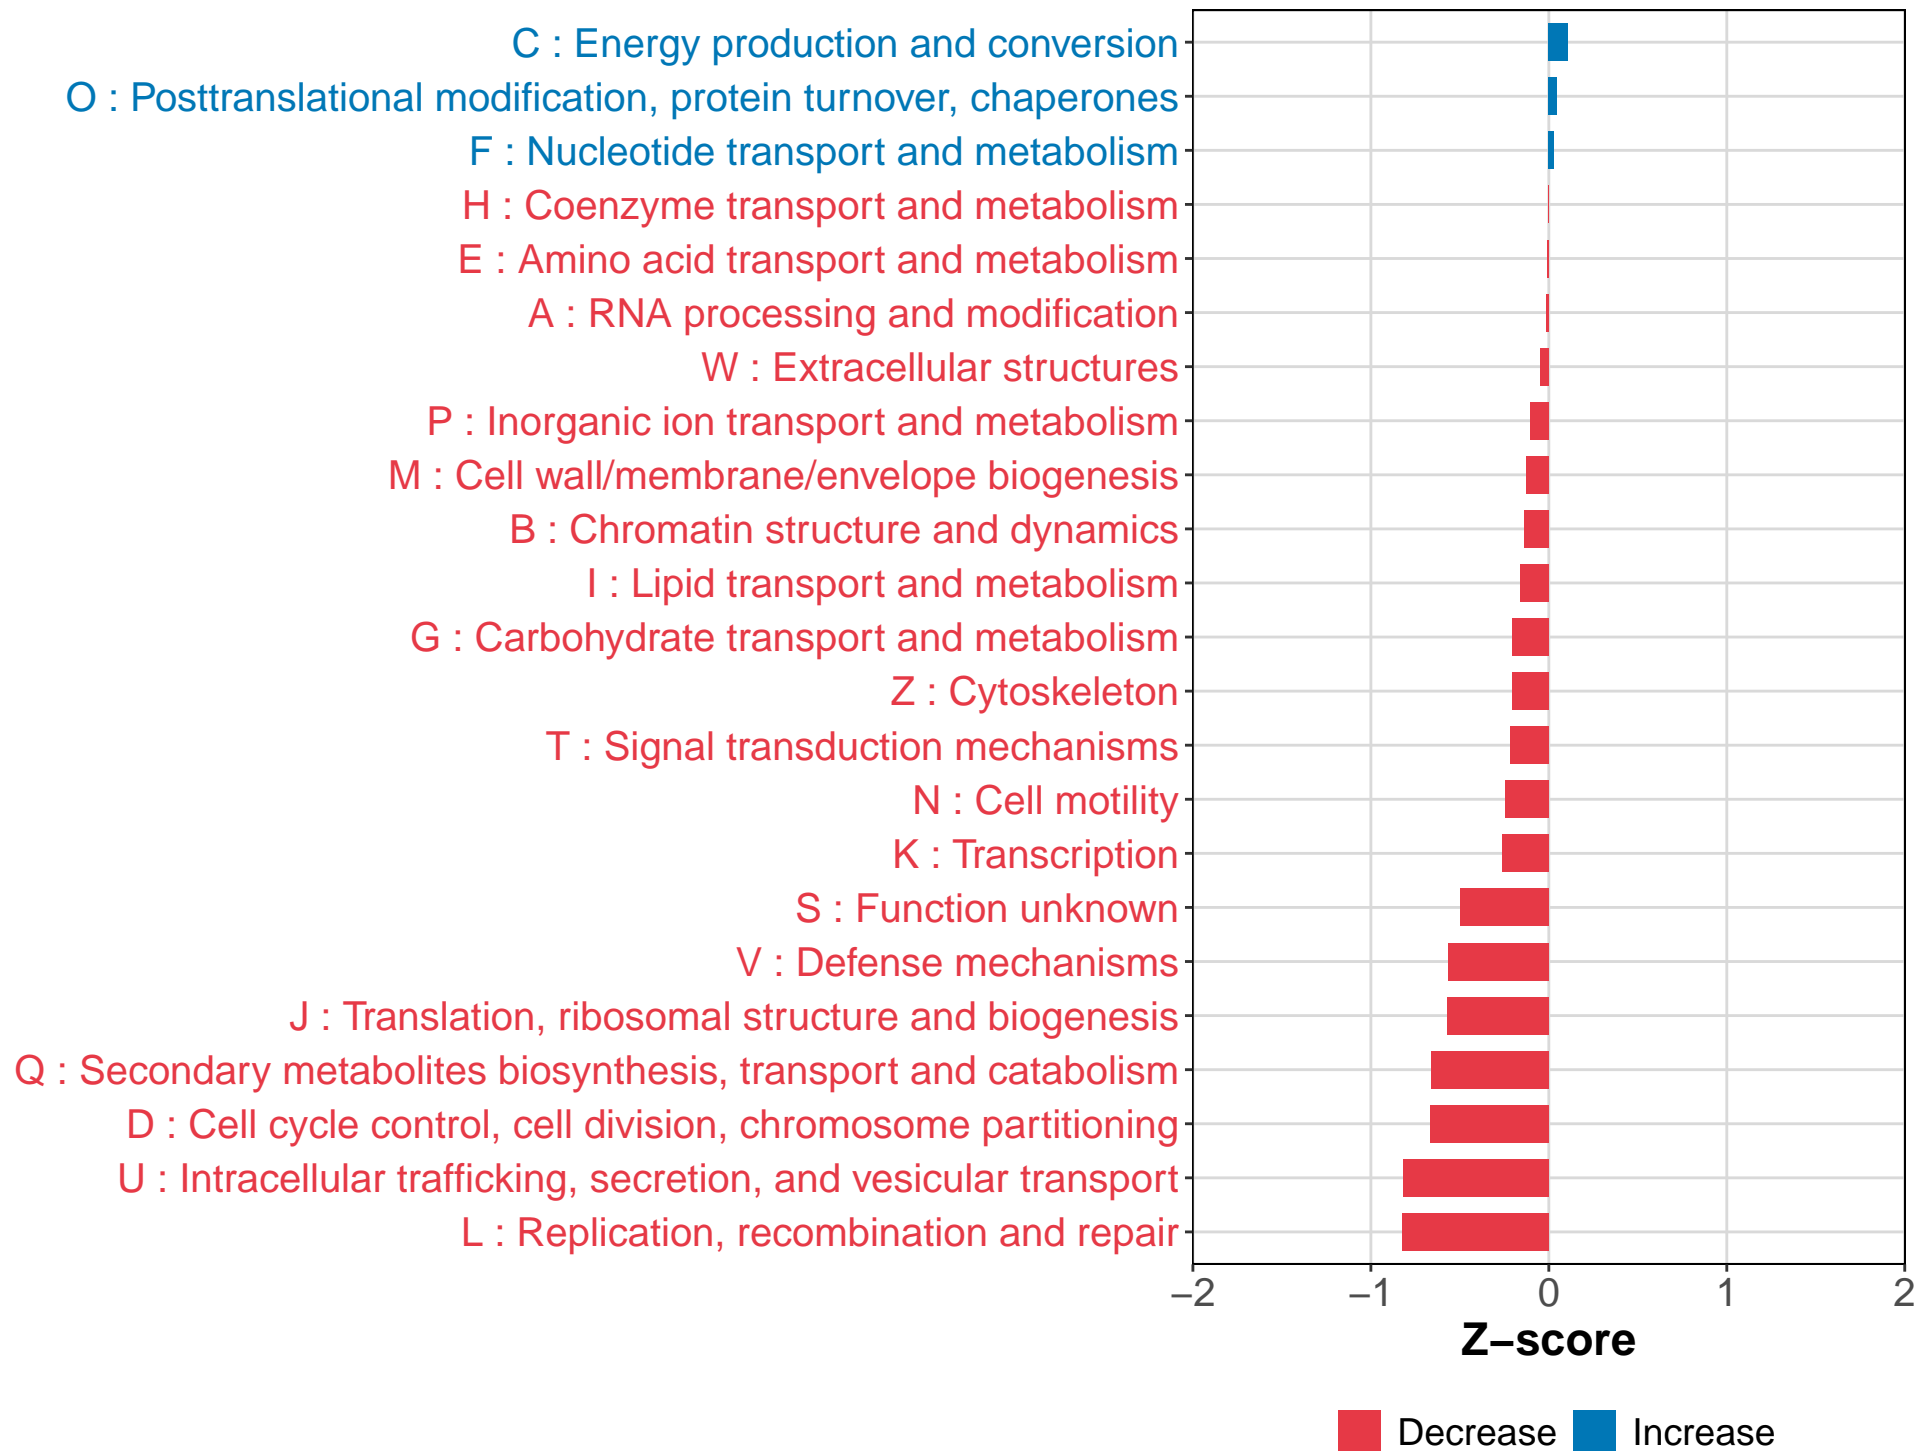 C : Energy production and conversion
O : Posttranslational modification, protein turnover, chaperones
F : Nucleotide transport and metabolism
H : Coenzyme transport and metabolism
E : Amino acid transport and metabolism
A : RNA processing and modification
W : Extracellular structures
P : Inorganic ion transport and metabolism
M : Cell wall/membrane/envelope biogenesis
B : Chromatin structure and dynamics
I : Lipid transport and metabolism
G : Carbohydrate transport and metabolism
Z : Cytoskeleton
T : Signal transduction mechanisms
N : Cell motility
K : Transcription
S : Function unknown
V : Defense mechanisms
J : Translation, ribosomal structure and biogenesis
Q : Secondary metabolites biosynthesis, transport and catabolism
D : Cell cycle control, cell division, chromosome partitioning
U : Intracellular trafficking, secretion, and vesicular transport
L : Replication, recombination and repair
−2 −1 0 1 2
Z−score
Decrease Increase